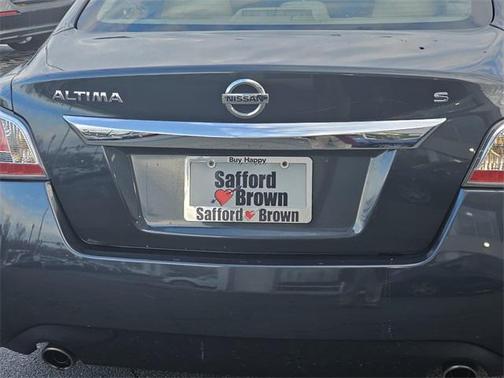 ALTIMA
NISSAN
S
Buy Happy
Safford
Brown
Safford Brown